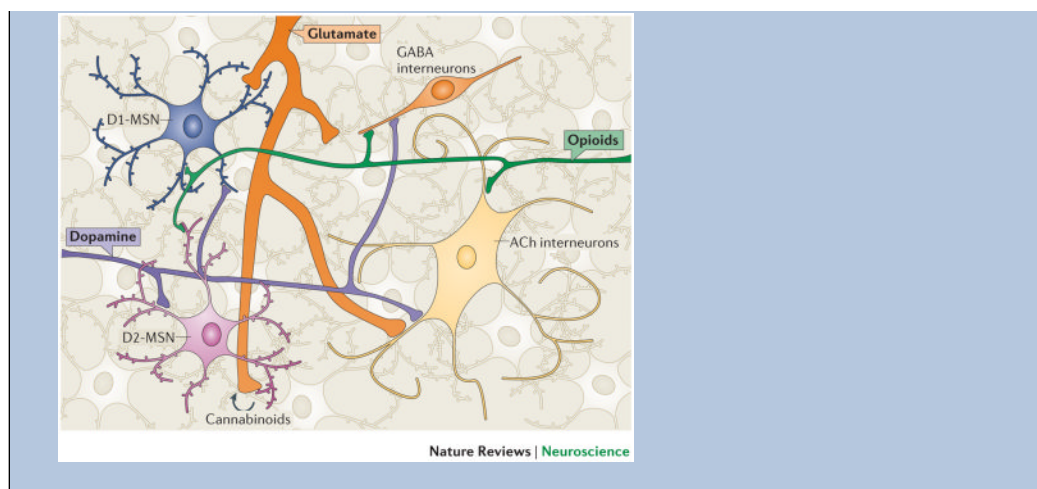 Glutamate
GABA
interneurons
D1-MSN
Opioids
Dopamine
ACh interneurons
D2-MSN
Cannabinoids
Nature Reviews | Neuroscience